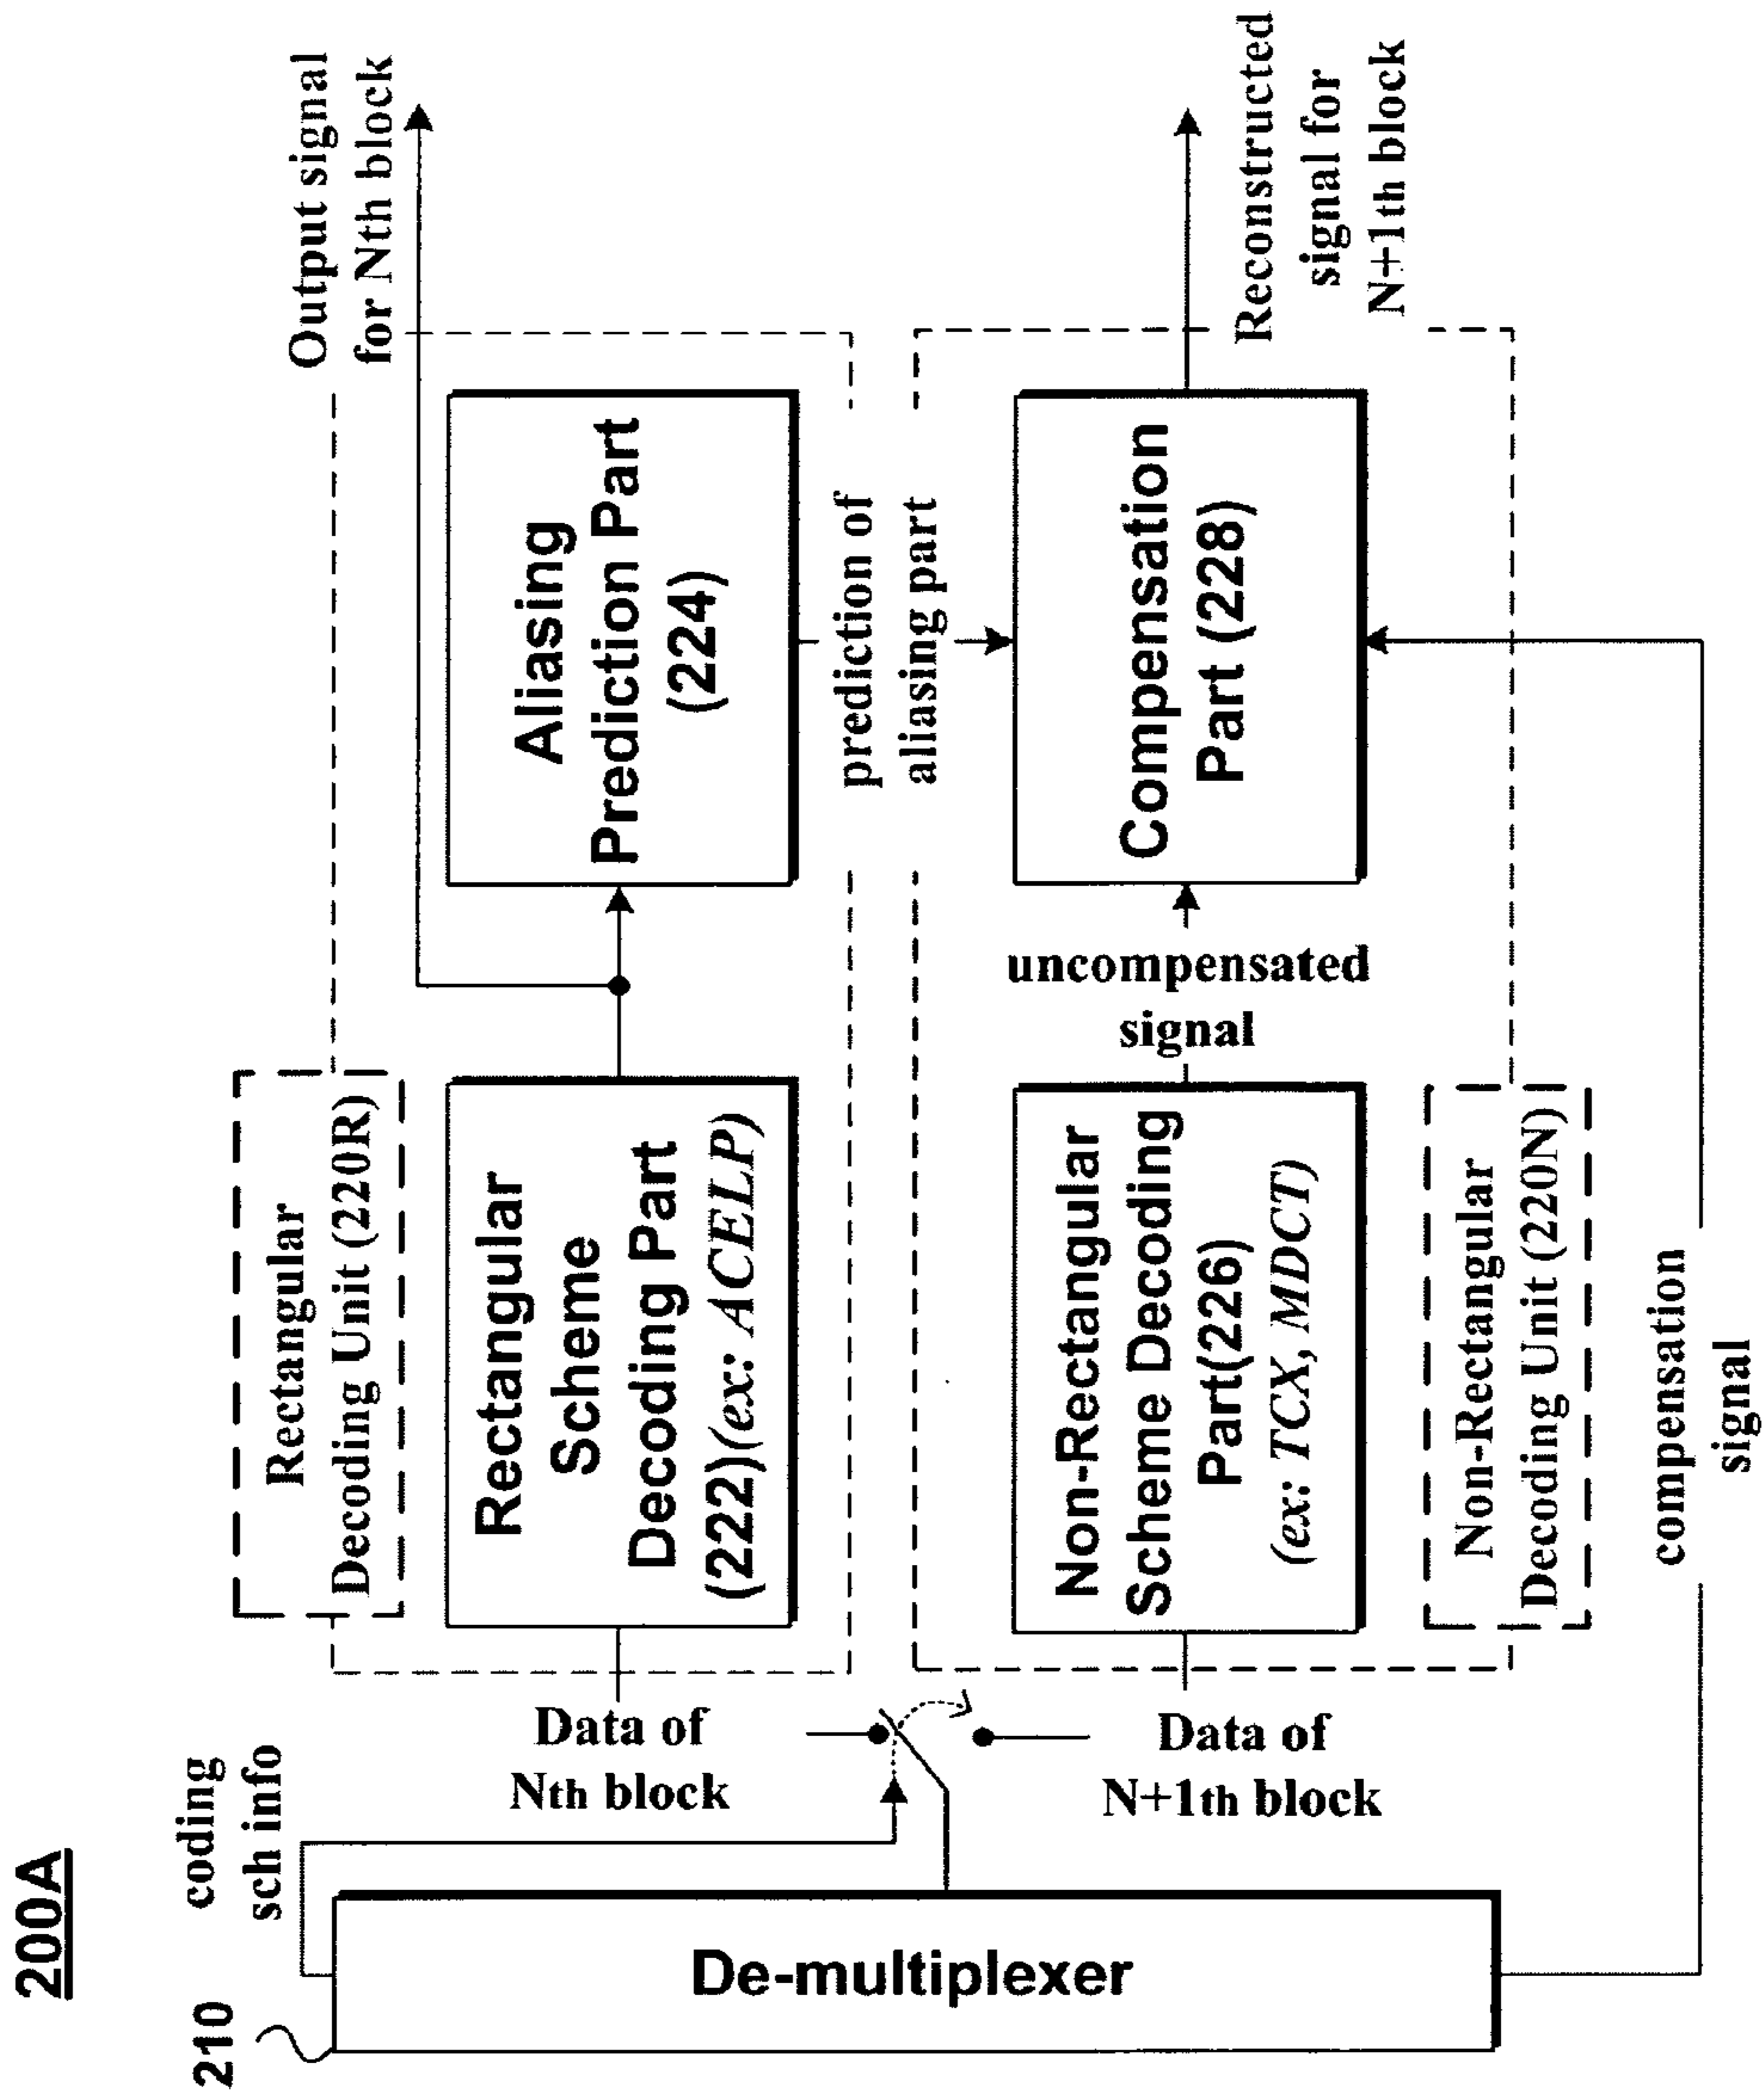 200A
210
De-multiplexer
coding
sch info
Data of
Nth block
Data of
N+1th block
Rectangular
Decoding Unit (220R)
Rectangular
Scheme
Decoding Part
(222)(ex: ACELP)
Aliasing
Prediction Part
(224)
Output signal
for Nth block
prediction of
aliasing part
Non-Rectangular
Scheme Decoding
Part(226)
(ex: TCX, MDCT)
uncompensated
signal
Compensation
Part (228)
Reconstructed
signal for
N+1th block
Non-Rectangular
Decoding Unit (220N)
compensation
signal